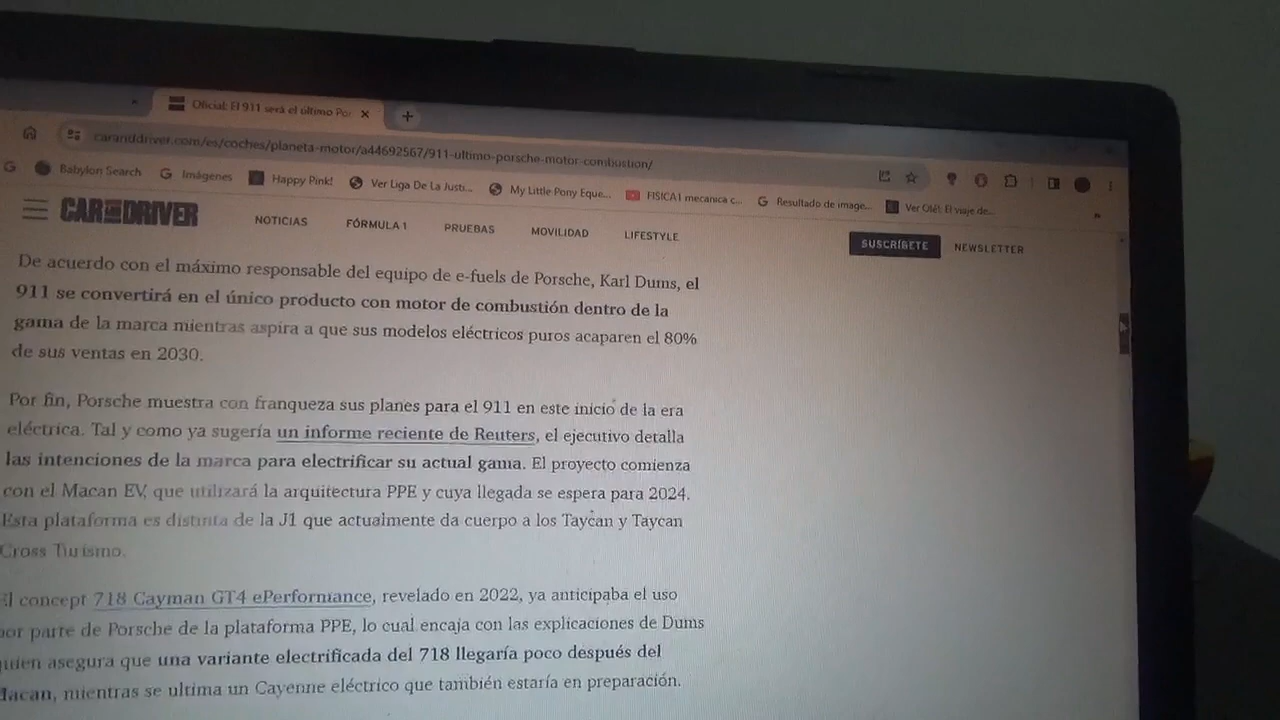 Oficial: El 911 será el último Por
caranddriver.com/es/coches/planeta-motor/a44692567/911-ultimo-porsche-motor-combustion/
Babylon Search Imágenes Happy Pink! Ver Liga De La Justi... My Little Pony Eque... FISICA I mecanica c... Resultado de image... Ver Olé!: El viaje de...
CAR AND DRIVER NOTICIAS FÓRMULA 1 PRUEBAS MOVILIDAD LIFESTYLE SUSCRÍBETE NEWSLETTER
De acuerdo con el máximo responsable del equipo de e-fuels de Porsche, Karl Dums, el
911 se convertirá en el único producto con motor de combustión dentro de la
gama de la marca mientras aspira a que sus modelos eléctricos puros acaparen el 80%
de sus ventas en 2030.
Por fin, Porsche muestra con franqueza sus planes para el 911 en este inicio de la era
eléctrica. Tal y como ya sugería un informe reciente de Reuters, el ejecutivo detalla
las intenciones de la marca para electrificar su actual gama. El proyecto comienza
con el Macan EV, que utilizará la arquitectura PPE y cuya llegada se espera para 2024.
Esta plataforma es distinta de la J1 que actualmente da cuerpo a los Taycan y Taycan
Cross Turismo.
El concept 718 Cayman GT4 ePerformance, revelado en 2022, ya anticipaba el uso
por parte de Porsche de la plataforma PPE, lo cual encaja con las explicaciones de Dums
quien asegura que una variante electrificada del 718 llegaría poco después del
Macan, mientras se ultima un Cayenne eléctrico que también estaría en preparación.